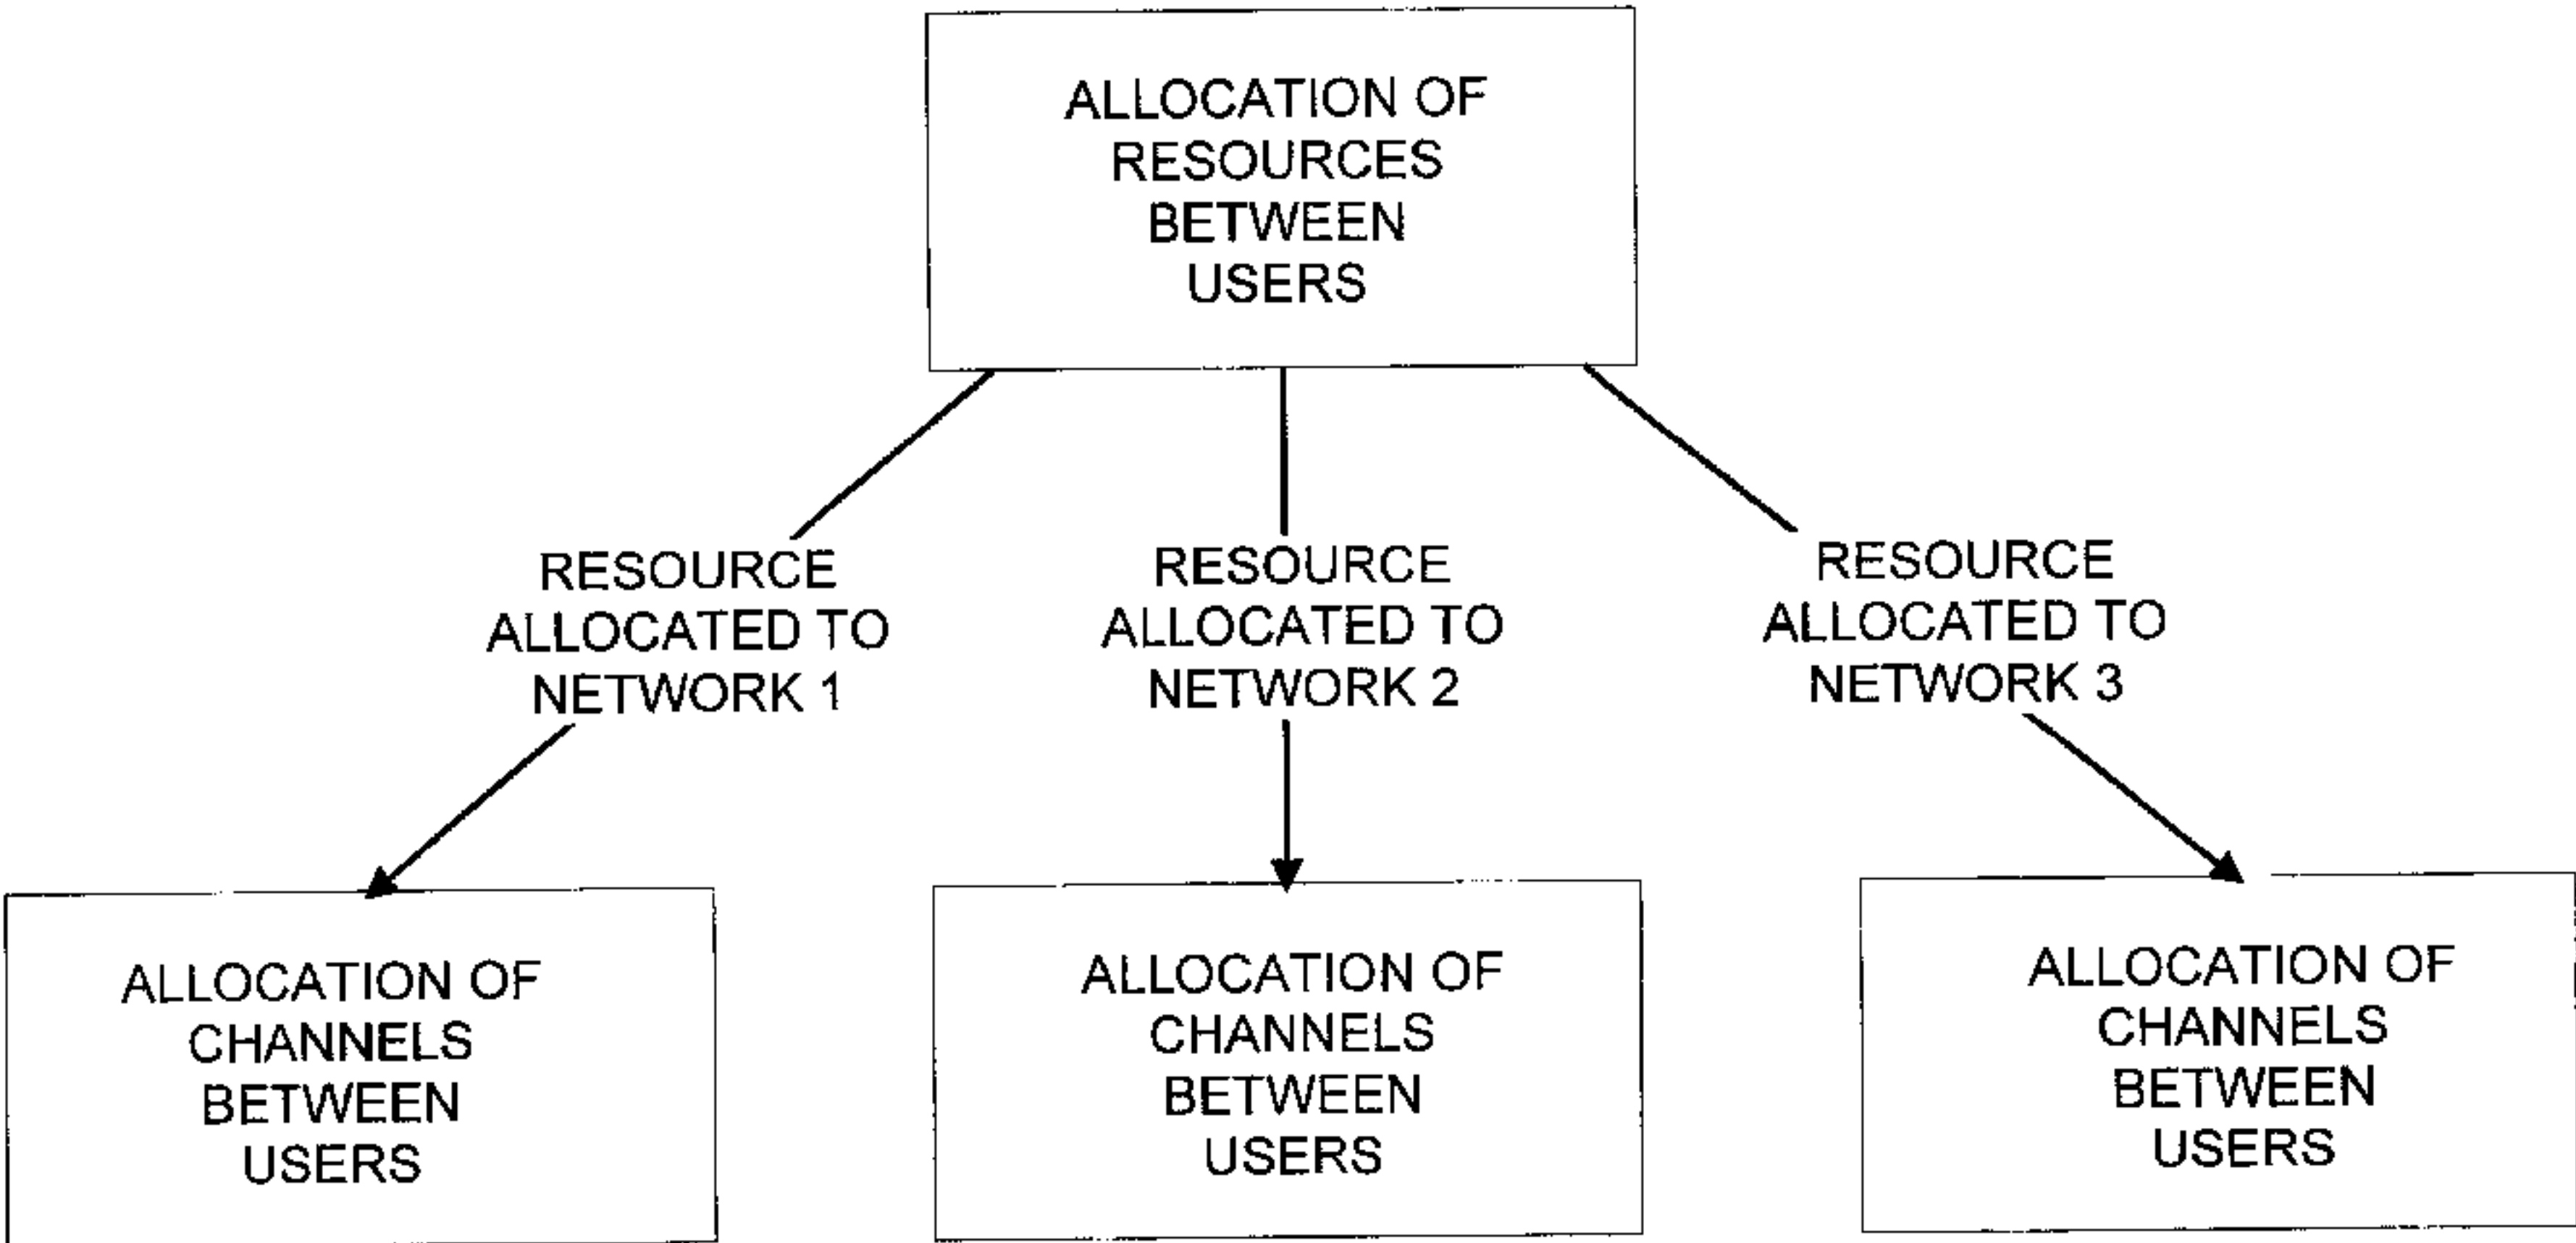 ALLOCATION OF
RESOURCES
BETWEEN
USERS
RESOURCE
ALLOCATED TO
NETWORK 1
RESOURCE
ALLOCATED TO
NETWORK 2
RESOURCE
ALLOCATED TO
NETWORK 3
ALLOCATION OF
CHANNELS
BETWEEN
USERS
ALLOCATION OF
CHANNELS
BETWEEN
USERS
ALLOCATION OF
CHANNELS
BETWEEN
USERS